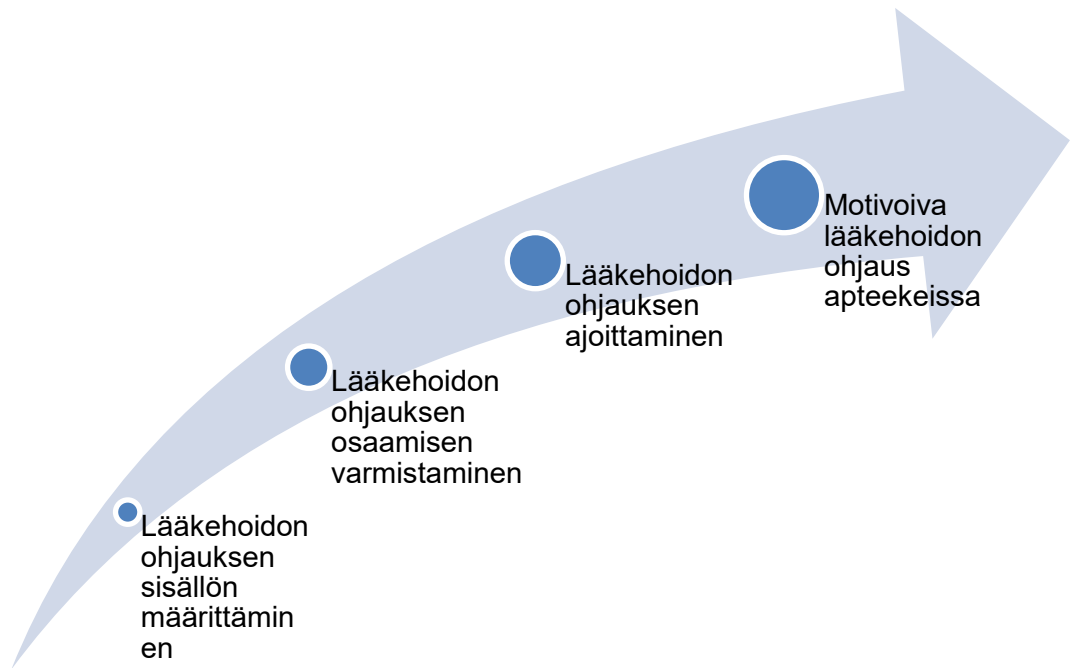 Motivoiva
lääkehoidon
ohjaus
apteekeissa
Lääkehoidon
ohjauksen
ajoittaminen
Lääkehoidon
ohjauksen
osaamisen
varmistaminen
Lääkehoidon
ohjauksen
sisällön
määrittämin
en